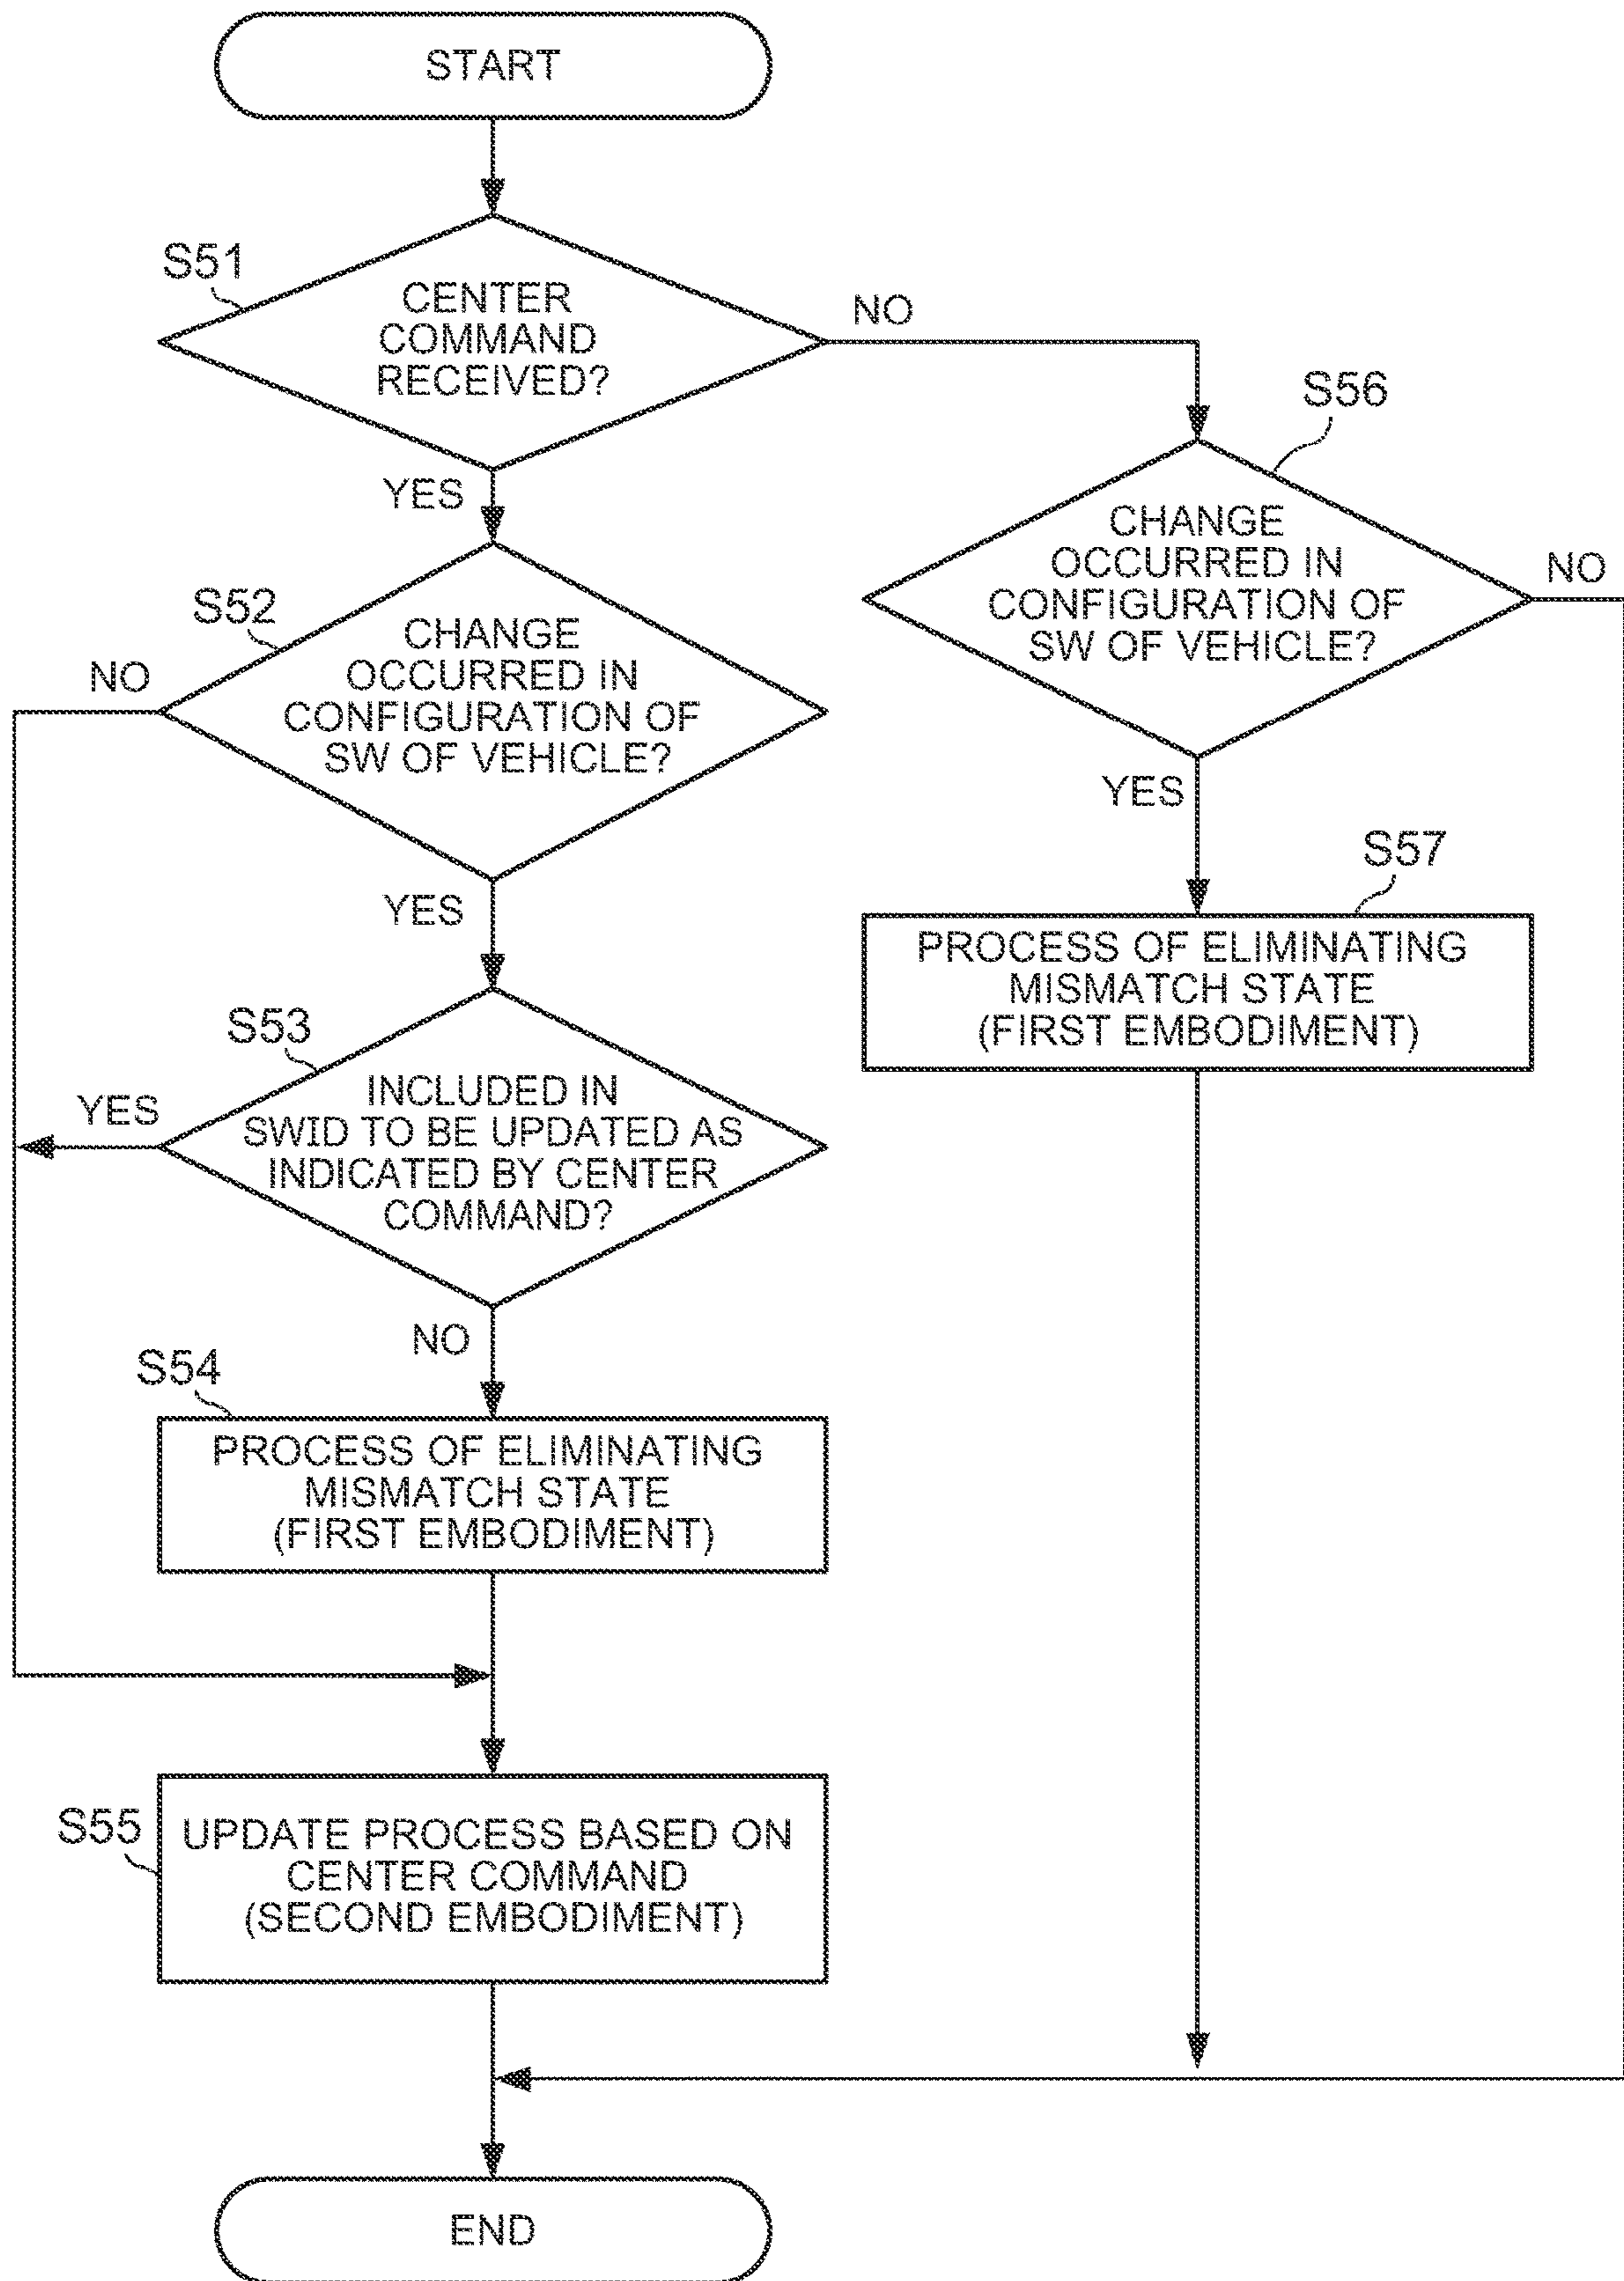 START
S51
CENTER
COMMAND
RECEIVED?
NO
YES
S56
CHANGE
OCCURRED IN
CONFIGURATION OF
SW OF VEHICLE?
NO
YES
S52
CHANGE
OCCURRED IN
CONFIGURATION OF
SW OF VEHICLE?
NO
YES
S57
PROCESS OF ELIMINATING
MISMATCH STATE
(FIRST EMBODIMENT)
S53
INCLUDED IN
SWID TO BE UPDATED AS
INDICATED BY CENTER
COMMAND?
YES
NO
S54
PROCESS OF ELIMINATING
MISMATCH STATE
(FIRST EMBODIMENT)
S55
UPDATE PROCESS BASED ON
CENTER COMMAND
(SECOND EMBODIMENT)
END